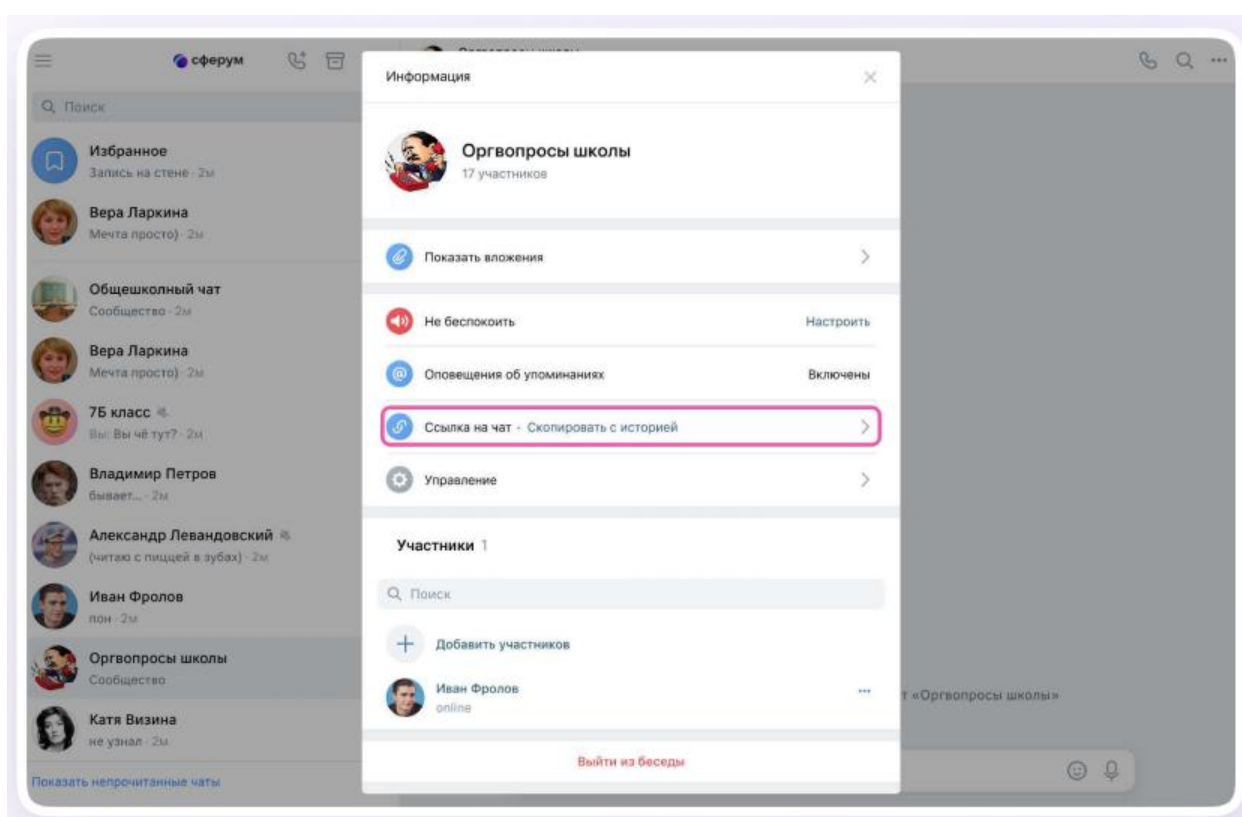 сферум
Поиск
Избранное
Запись на стене · 2м
Вера Ларкина
Мечта просто) · 2м
Общешколный чат
Сообщество · 2м
Вера Ларкина
Мечта просто) · 2м
7Б класс
Вы: Вы чё тут? · 2м
Владимир Петров
бывает... · 2м
Александр Левандовский
(читаю с пиццей в зубах) · 2м
Иван Фролов
пон · 2м
Оргвопросы школы
Сообщество
Катя Визина
не узнал · 2м
Показать непрочитанные чаты
Информация
Оргвопросы школы
17 участников
Показать вложения
Не беспокоить
Настроить
Оповещения об упоминаниях
Включены
Ссылка на чат - Скопировать с историей
Управление
Участники 1
Поиск
Добавить участников
Иван Фролов
online
Выйти из беседы
т «Оргвопросы школы»